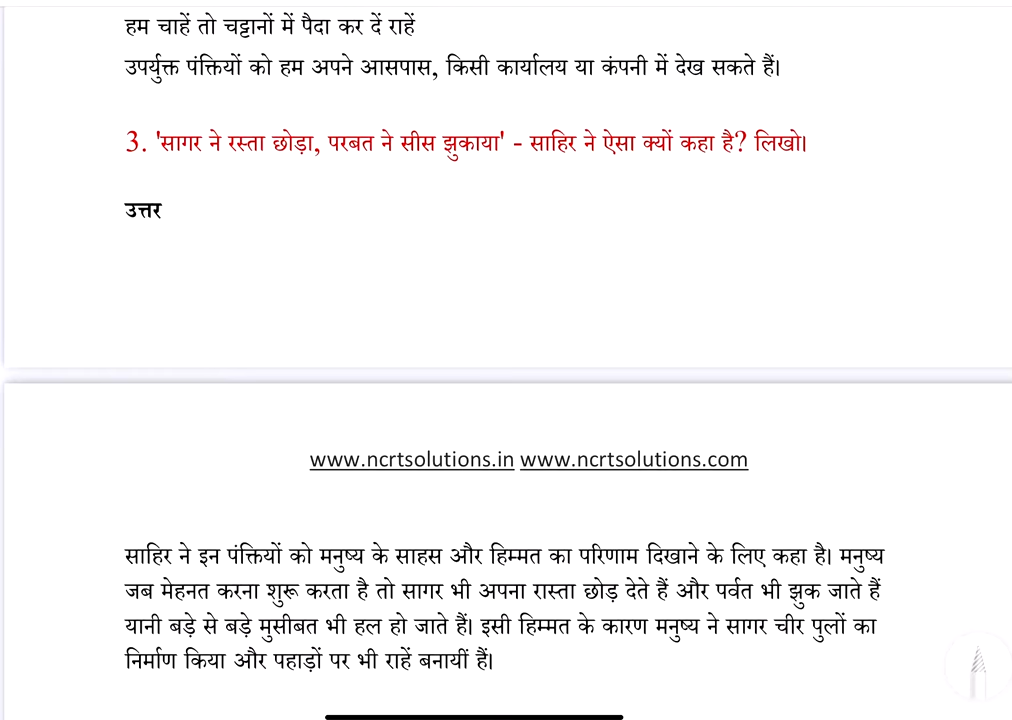 हम चाहें तो चट्टानों में पैदा कर दें राहें
उपर्युक्त पंक्तियों को हम अपने आसपास, किसी कार्यालय या कंपनी में देख सकते हैं।
3. 'सागर ने रस्ता छोड़ा, परबत ने सीस झुकाया' - साहिर ने ऐसा क्यों कहा है? लिखो।
उत्तर
www.ncrtsolutions.in www.ncrtsolutions.com
साहिर ने इन पंक्तियों को मनुष्य के साहस और हिम्मत का परिणाम दिखाने के लिए कहा है। मनुष्य
जब मेहनत करना शुरू करता है तो सागर भी अपना रास्ता छोड़ देते हैं और पर्वत भी झुक जाते हैं
यानी बड़े से बड़े मुसीबत भी हल हो जाते हैं। इसी हिम्मत के कारण मनुष्य ने सागर चीर पुलों का
निर्माण किया और पहाड़ों पर भी राहें बनायीं हैं।